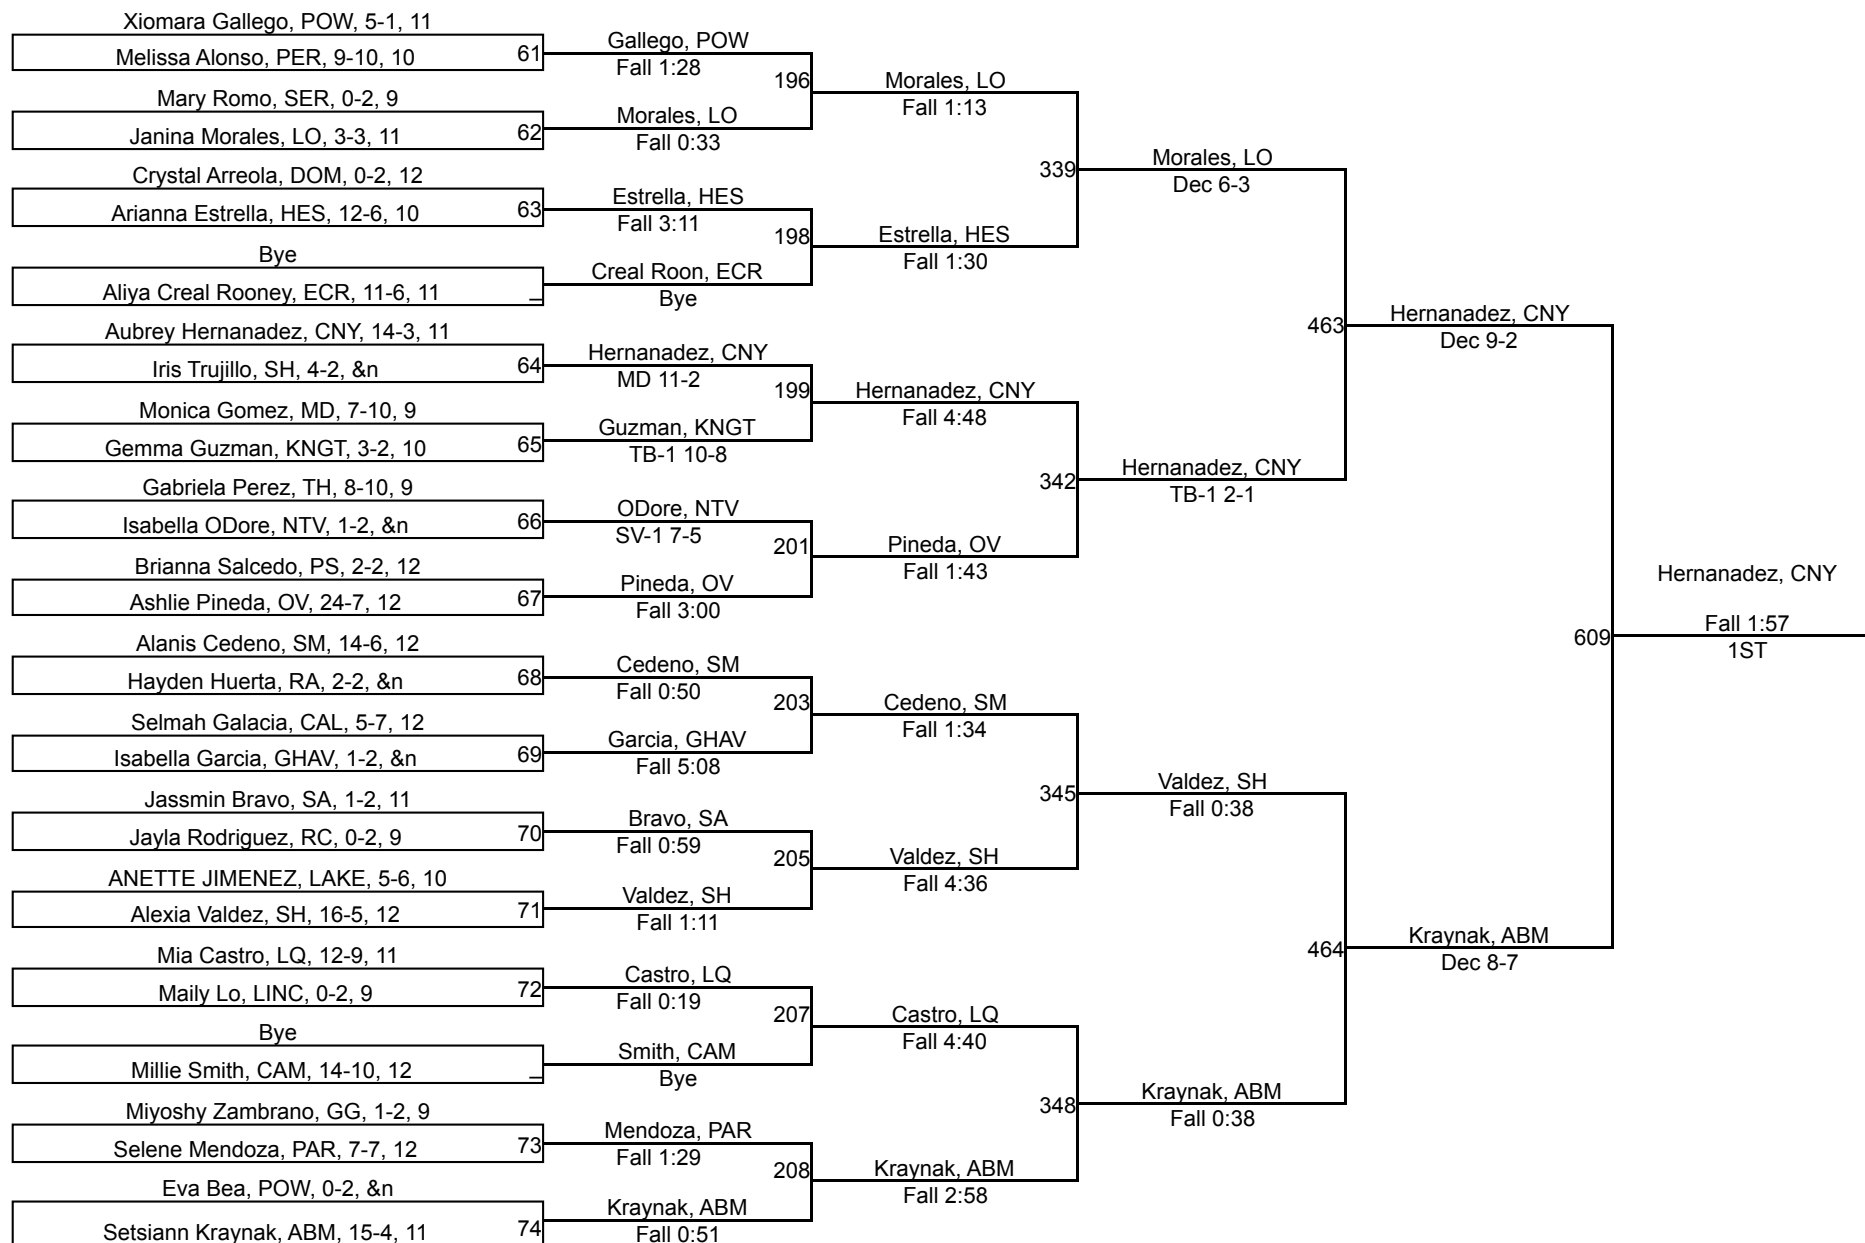 Xiomara Gallego, POW, 5-1, 11
Melissa Alonso, PER, 9-10, 10
61
Mary Romo, SER, 0-2, 9
Janina Morales, LO, 3-3, 11
62
Crystal Arreola, DOM, 0-2, 12
Arianna Estrella, HES, 12-6, 10
63
Bye
Aliya Creal Rooney, ECR, 11-6, 11
_
Aubrey Hernanadez, CNY, 14-3, 11
Iris Trujillo, SH, 4-2, &n
64
Monica Gomez, MD, 7-10, 9
Gemma Guzman, KNGT, 3-2, 10
65
Gabriela Perez, TH, 8-10, 9
Isabella ODore, NTV, 1-2, &n
66
Brianna Salcedo, PS, 2-2, 12
Ashlie Pineda, OV, 24-7, 12
67
Alanis Cedeno, SM, 14-6, 12
Hayden Huerta, RA, 2-2, &n
68
Selmah Galacia, CAL, 5-7, 12
Isabella Garcia, GHAV, 1-2, &n
69
Jassmin Bravo, SA, 1-2, 11
Jayla Rodriguez, RC, 0-2, 9
70
ANETTE JIMENEZ, LAKE, 5-6, 10
Alexia Valdez, SH, 16-5, 12
71
Mia Castro, LQ, 12-9, 11
Maily Lo, LINC, 0-2, 9
72
Bye
Millie Smith, CAM, 14-10, 12
_
Miyoshy Zambrano, GG, 1-2, 9
Selene Mendoza, PAR, 7-7, 12
73
Eva Bea, POW, 0-2, &n
Setsiann Kraynak, ABM, 15-4, 11
74
Gallego, POW
Fall 1:28
196
Morales, LO
Fall 0:33
Estrella, HES
Fall 3:11
198
Creal Roon, ECR
Bye
Hernanadez, CNY
MD 11-2
199
Guzman, KNGT
TB-1 10-8
ODore, NTV
SV-1 7-5
201
Pineda, OV
Fall 3:00
Cedeno, SM
Fall 0:50
203
Garcia, GHAV
Fall 5:08
Bravo, SA
Fall 0:59
205
Valdez, SH
Fall 1:11
Castro, LQ
Fall 0:19
207
Smith, CAM
Bye
Mendoza, PAR
Fall 1:29
208
Kraynak, ABM
Fall 0:51
Morales, LO
Fall 1:13
339
Estrella, HES
Fall 1:30
Hernanadez, CNY
Fall 4:48
342
Pineda, OV
Fall 1:43
Cedeno, SM
Fall 1:34
345
Valdez, SH
Fall 4:36
Castro, LQ
Fall 4:40
348
Kraynak, ABM
Fall 2:58
Morales, LO
Dec 6-3
463
Hernanadez, CNY
TB-1 2-1
Valdez, SH
Fall 0:38
464
Kraynak, ABM
Fall 0:38
Hernanadez, CNY
Dec 9-2
609
Kraynak, ABM
Dec 8-7
Hernanadez, CNY
Fall 1:57
1ST